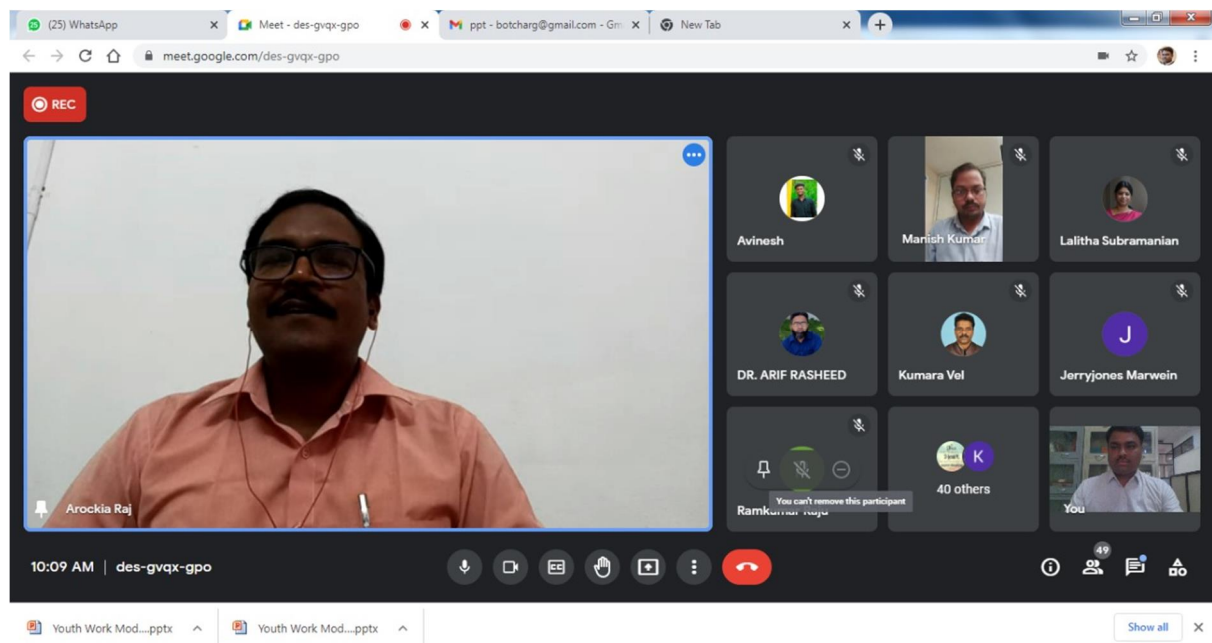 (25) WhatsApp
Meet - des-gvqx-gpo
ppt - botcharg@gmail.com - Gm
New Tab
meet.google.com/des-gvqx-gpo
REC
Avinesh
Manish Kumar
Lalitha Subramanian
DR. ARIF RASHEED
Kumara Vel
J
Jerryjones Marwein
K
40 others
You can't remove this participant
Ramkumar Raju
You
Arockia Raj
10:09 AM | des-gvqx-gpo
CC
49
Youth Work Mod....pptx
Youth Work Mod....pptx
Show all